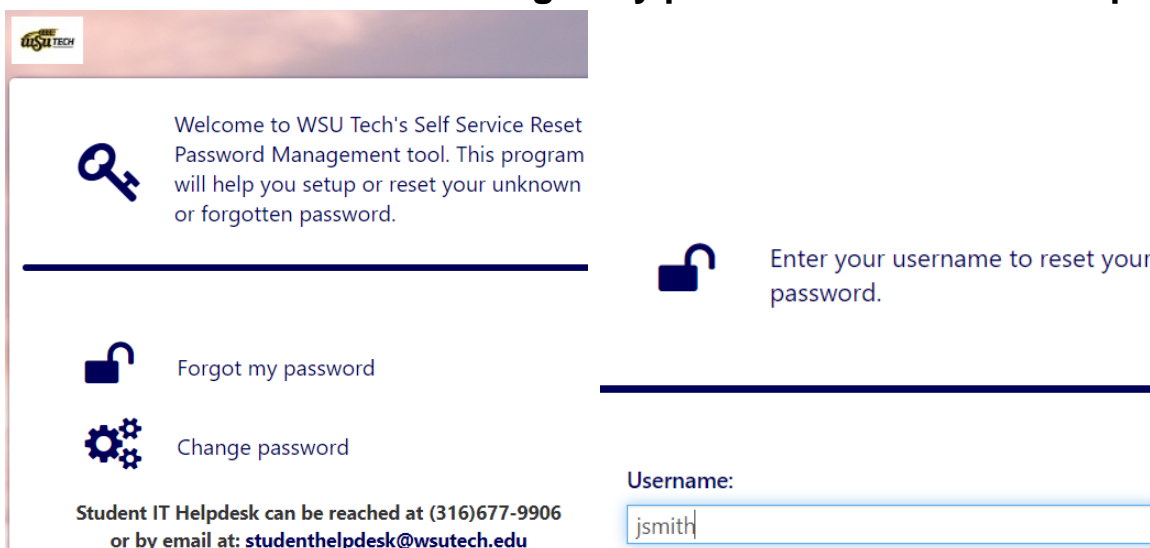 WSU TECH
Welcome to WSU Tech's Self Service Reset
Password Management tool. This program
will help you setup or reset your unknown
or forgotten password.
Forgot my password
Change password
Student IT Helpdesk can be reached at (316)677-9906
or by email at: studenthelpdesk@wsutech.edu
Enter your username to reset your
password.
Username:
jsmith